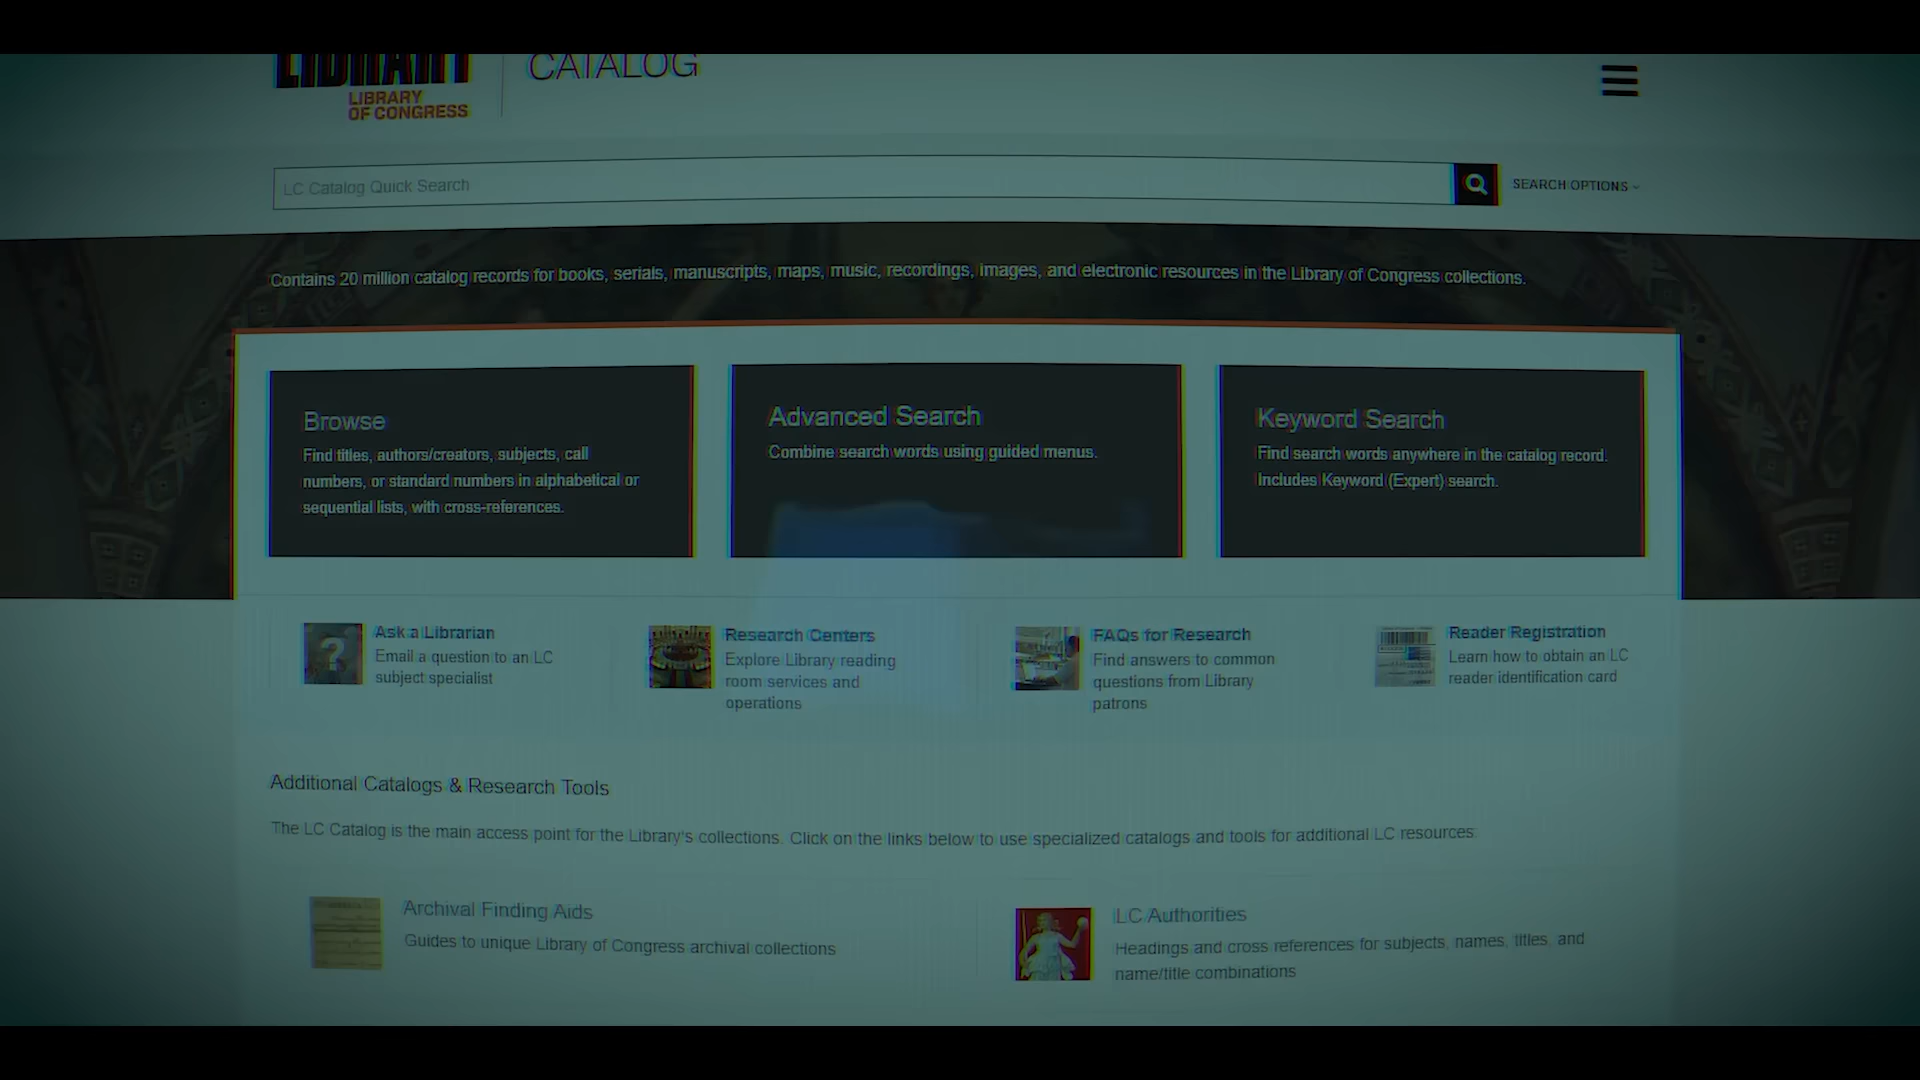 LIBRARY
CATALOG
LIBRARY
OF CONGRESS
LC Catalog Quick Search
SEARCH OPTIONS
Contains 20 million catalog records for books, serials, manuscripts, maps, music, recordings, images, and electronic resources in the Library of Congress collections.
Browse
Find titles, authors/creators, subjects, call
numbers, or standard numbers in alphabetical or
sequential lists, with cross-references.
Advanced Search
Combine search words using guided menus.
Keyword Search
Find search words anywhere in the catalog record.
Includes Keyword (Expert) search.
?
Ask a Librarian
Email a question to an LC
subject specialist
Research Centers
Explore Library reading
room services and
operations
FAQs for Research
Find answers to common
questions from Library
patrons
Reader Registration
Learn how to obtain an LC
reader identification card
Additional Catalogs & Research Tools
The LC Catalog is the main access point for the Library's collections. Click on the links below to use specialized catalogs and tools for additional LC resources.
Archival Finding Aids
Guides to unique Library of Congress archival collections
LC Authorities
Headings and cross references for subjects, names, titles, and
name/title combinations